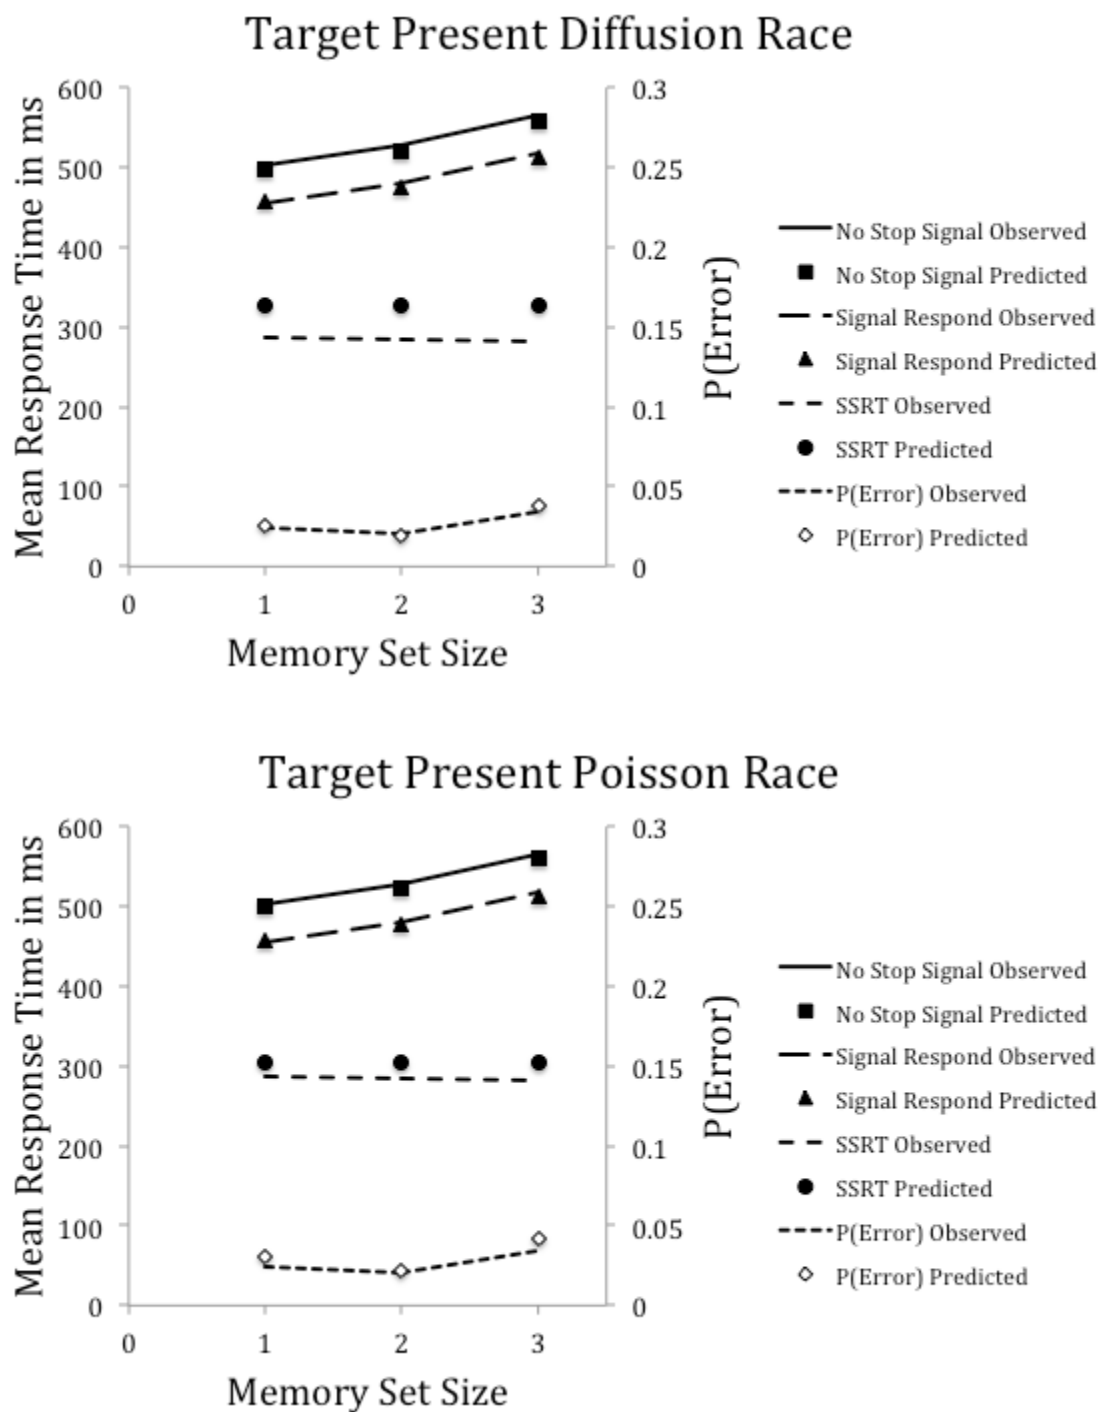 Target Present Diffusion Race
600
500
400
300
200
100
0
Mean Response Time in ms
0.3
0.25
0.2
0.15
0.1
0.05
0
P(Error)
0 1 2 3
Memory Set Size
No Stop Signal Observed
No Stop Signal Predicted
Signal Respond Observed
Signal Respond Predicted
SSRT Observed
SSRT Predicted
P(Error) Observed
P(Error) Predicted
Target Present Poisson Race
600
500
400
300
200
100
0
Mean Response Time in ms
0.3
0.25
0.2
0.15
0.1
0.05
0
P(Error)
0 1 2 3
Memory Set Size
No Stop Signal Observed
No Stop Signal Predicted
Signal Respond Observed
Signal Respond Predicted
SSRT Observed
SSRT Predicted
P(Error) Observed
P(Error) Predicted